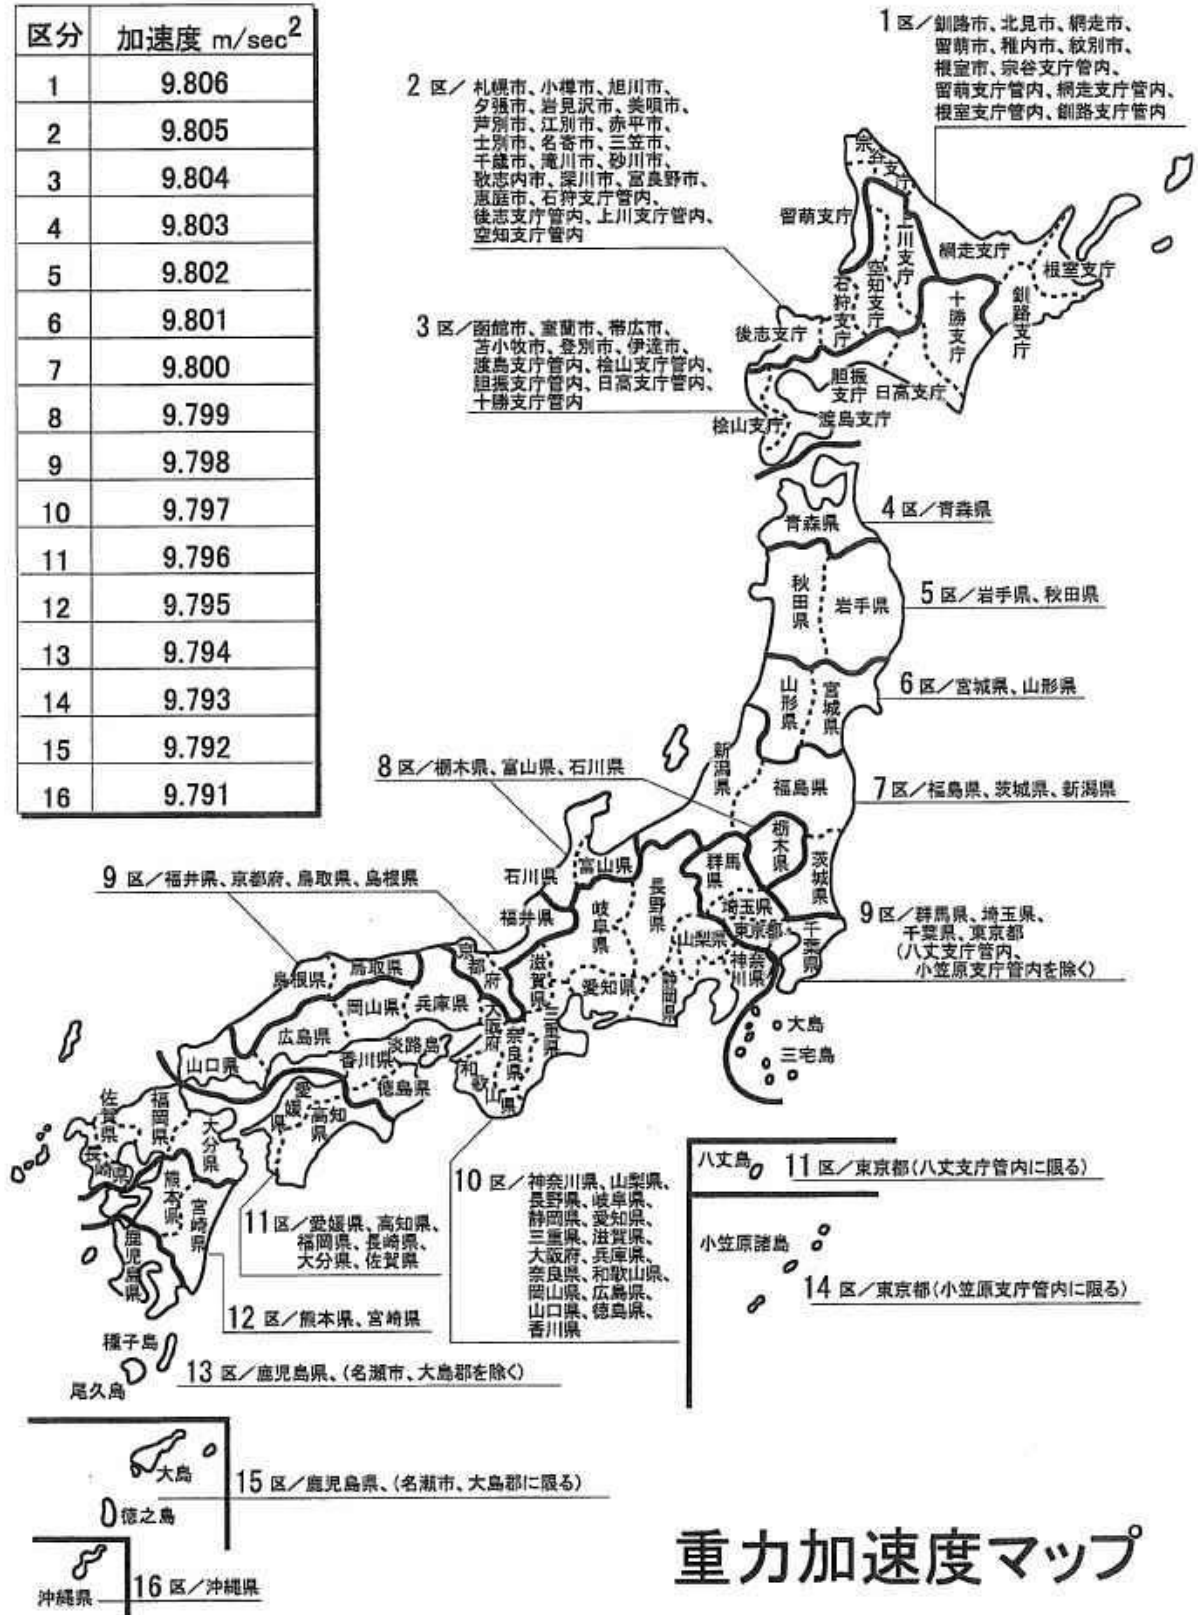 区分 加速度 m/sec²
1 9.806
2 9.805
3 9.804
4 9.803
5 9.802
6 9.801
7 9.800
8 9.799
9 9.798
10 9.797
11 9.796
12 9.795
13 9.794
14 9.793
15 9.792
16 9.791
1 区/釧路市、北見市、網走市、
留萌市、稚内市、紋別市、
根室市、宗谷支庁管内、
留萌支庁管内、網走支庁管内、
根室支庁管内、釧路支庁管内
2 区/札幌市、小樽市、旭川市、
夕張市、岩見沢市、美唄市、
芦別市、江別市、赤平市、
士別市、名寄市、三笠市、
千歳市、滝川市、砂川市、
歌志内市、深川市、富良野市、
恵庭市、石狩支庁管内、
後志支庁管内、上川支庁管内、
空知支庁管内
3 区/函館市、室蘭市、帯広市、
苫小牧市、登別市、伊達市、
渡島支庁管内、桧山支庁管内、
胆振支庁管内、日高支庁管内、
十勝支庁管内
宗谷支庁
留萌支庁
上川支庁
網走支庁
根室支庁
空知支庁
石狩支庁
十勝支庁
釧路支庁
後志支庁
胆振
支庁
日高支庁
桧山支庁
渡島支庁
青森県
4 区/青森県
秋田県
岩手県
5 区/岩手県、秋田県
山形県
宮城県
6 区/宮城県、山形県
新潟県
福島県
7 区/福島県、茨城県、新潟県
8 区/栃木県、富山県、石川県
栃木県
茨城県
群馬
県
石川県
富山県
長野県
埼玉県
9 区/福井県、京都府、鳥取県、島根県
福井県
岐阜県
山梨県
東京都
千葉県
神奈川県
9 区/群馬県、埼玉県、
千葉県、東京都
(八丈支庁管内、
小笠原支庁管内を除く)
島根県
鳥取県
京都府
滋賀県
愛知県
静岡県
岡山県
兵庫県
大阪府
奈良県
三重県
広島県
山口県
香川県
淡路島
徳島県
和歌山県
大島
三宅島
佐賀県
福岡県
大分県
愛媛県
高知
県
長崎県
熊本県
宮崎県
鹿児島県
八丈島
11 区/東京都(八丈支庁管内に限る)
小笠原諸島
14 区/東京都(小笠原支庁管内に限る)
10 区/神奈川県、山梨県、
長野県、岐阜県、
静岡県、愛知県、
三重県、滋賀県、
大阪府、兵庫県、
奈良県、和歌山県、
岡山県、広島県、
山口県、徳島県、
香川県
11 区/愛媛県、高知県、
福岡県、長崎県、
大分県、佐賀県
12 区/熊本県、宮崎県
種子島
尾久島
13 区/鹿児島県、(名瀬市、大島郡を除く)
大島
徳之島
15 区/鹿児島県、(名瀬市、大島郡に限る)
沖縄県
16 区/沖縄県
重力加速度マップ